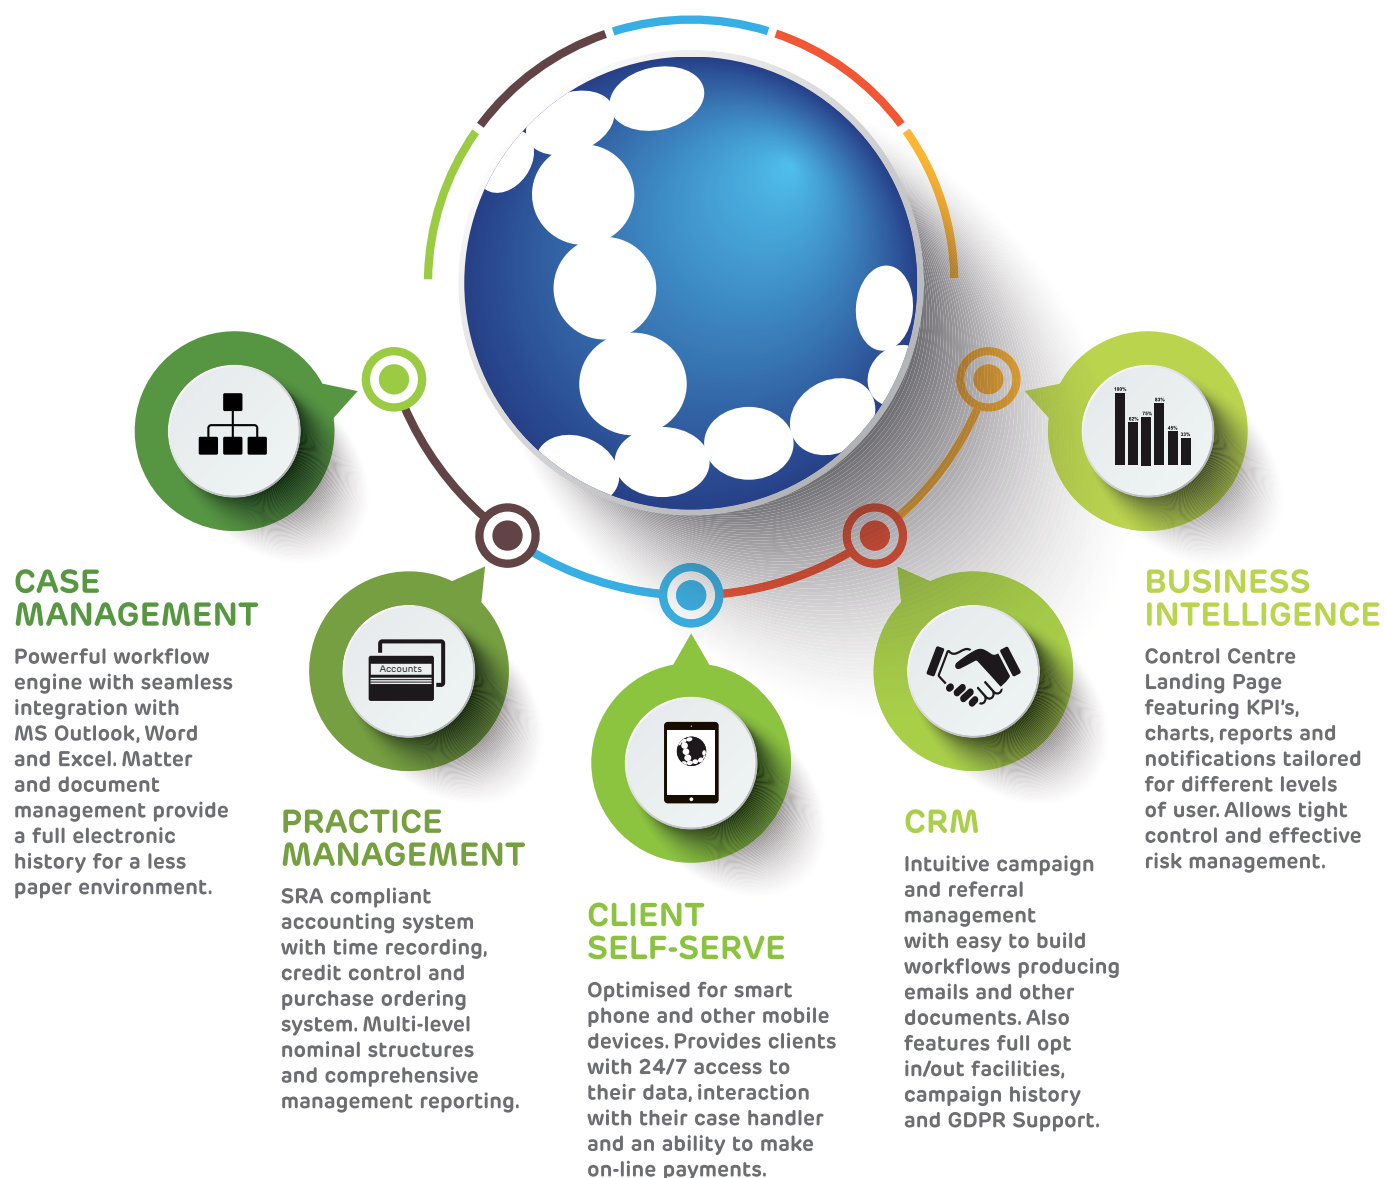 100%
62%
75%
83%
45%
33%
Accounts
CASE
MANAGEMENT
Powerful workflow
engine with seamless
integration with
MS Outlook, Word
and Excel. Matter
and document
management provide
a full electronic
history for a less
paper environment.
PRACTICE
MANAGEMENT
SRA compliant
accounting system
with time recording,
credit control and
purchase ordering
system. Multi-level
nominal structures
and comprehensive
management reporting.
CLIENT
SELF-SERVE
Optimised for smart
phone and other mobile
devices. Provides clients
with 24/7 access to
their data, interaction
with their case handler
and an ability to make
on-line payments.
CRM
Intuitive campaign
and referral
management
with easy to build
workflows producing
emails and other
documents. Also
features full opt
in/out facilities,
campaign history
and GDPR Support.
BUSINESS
INTELLIGENCE
Control Centre
Landing Page
featuring KPI's,
charts, reports and
notifications tailored
for different levels
of user. Allows tight
control and effective
risk management.